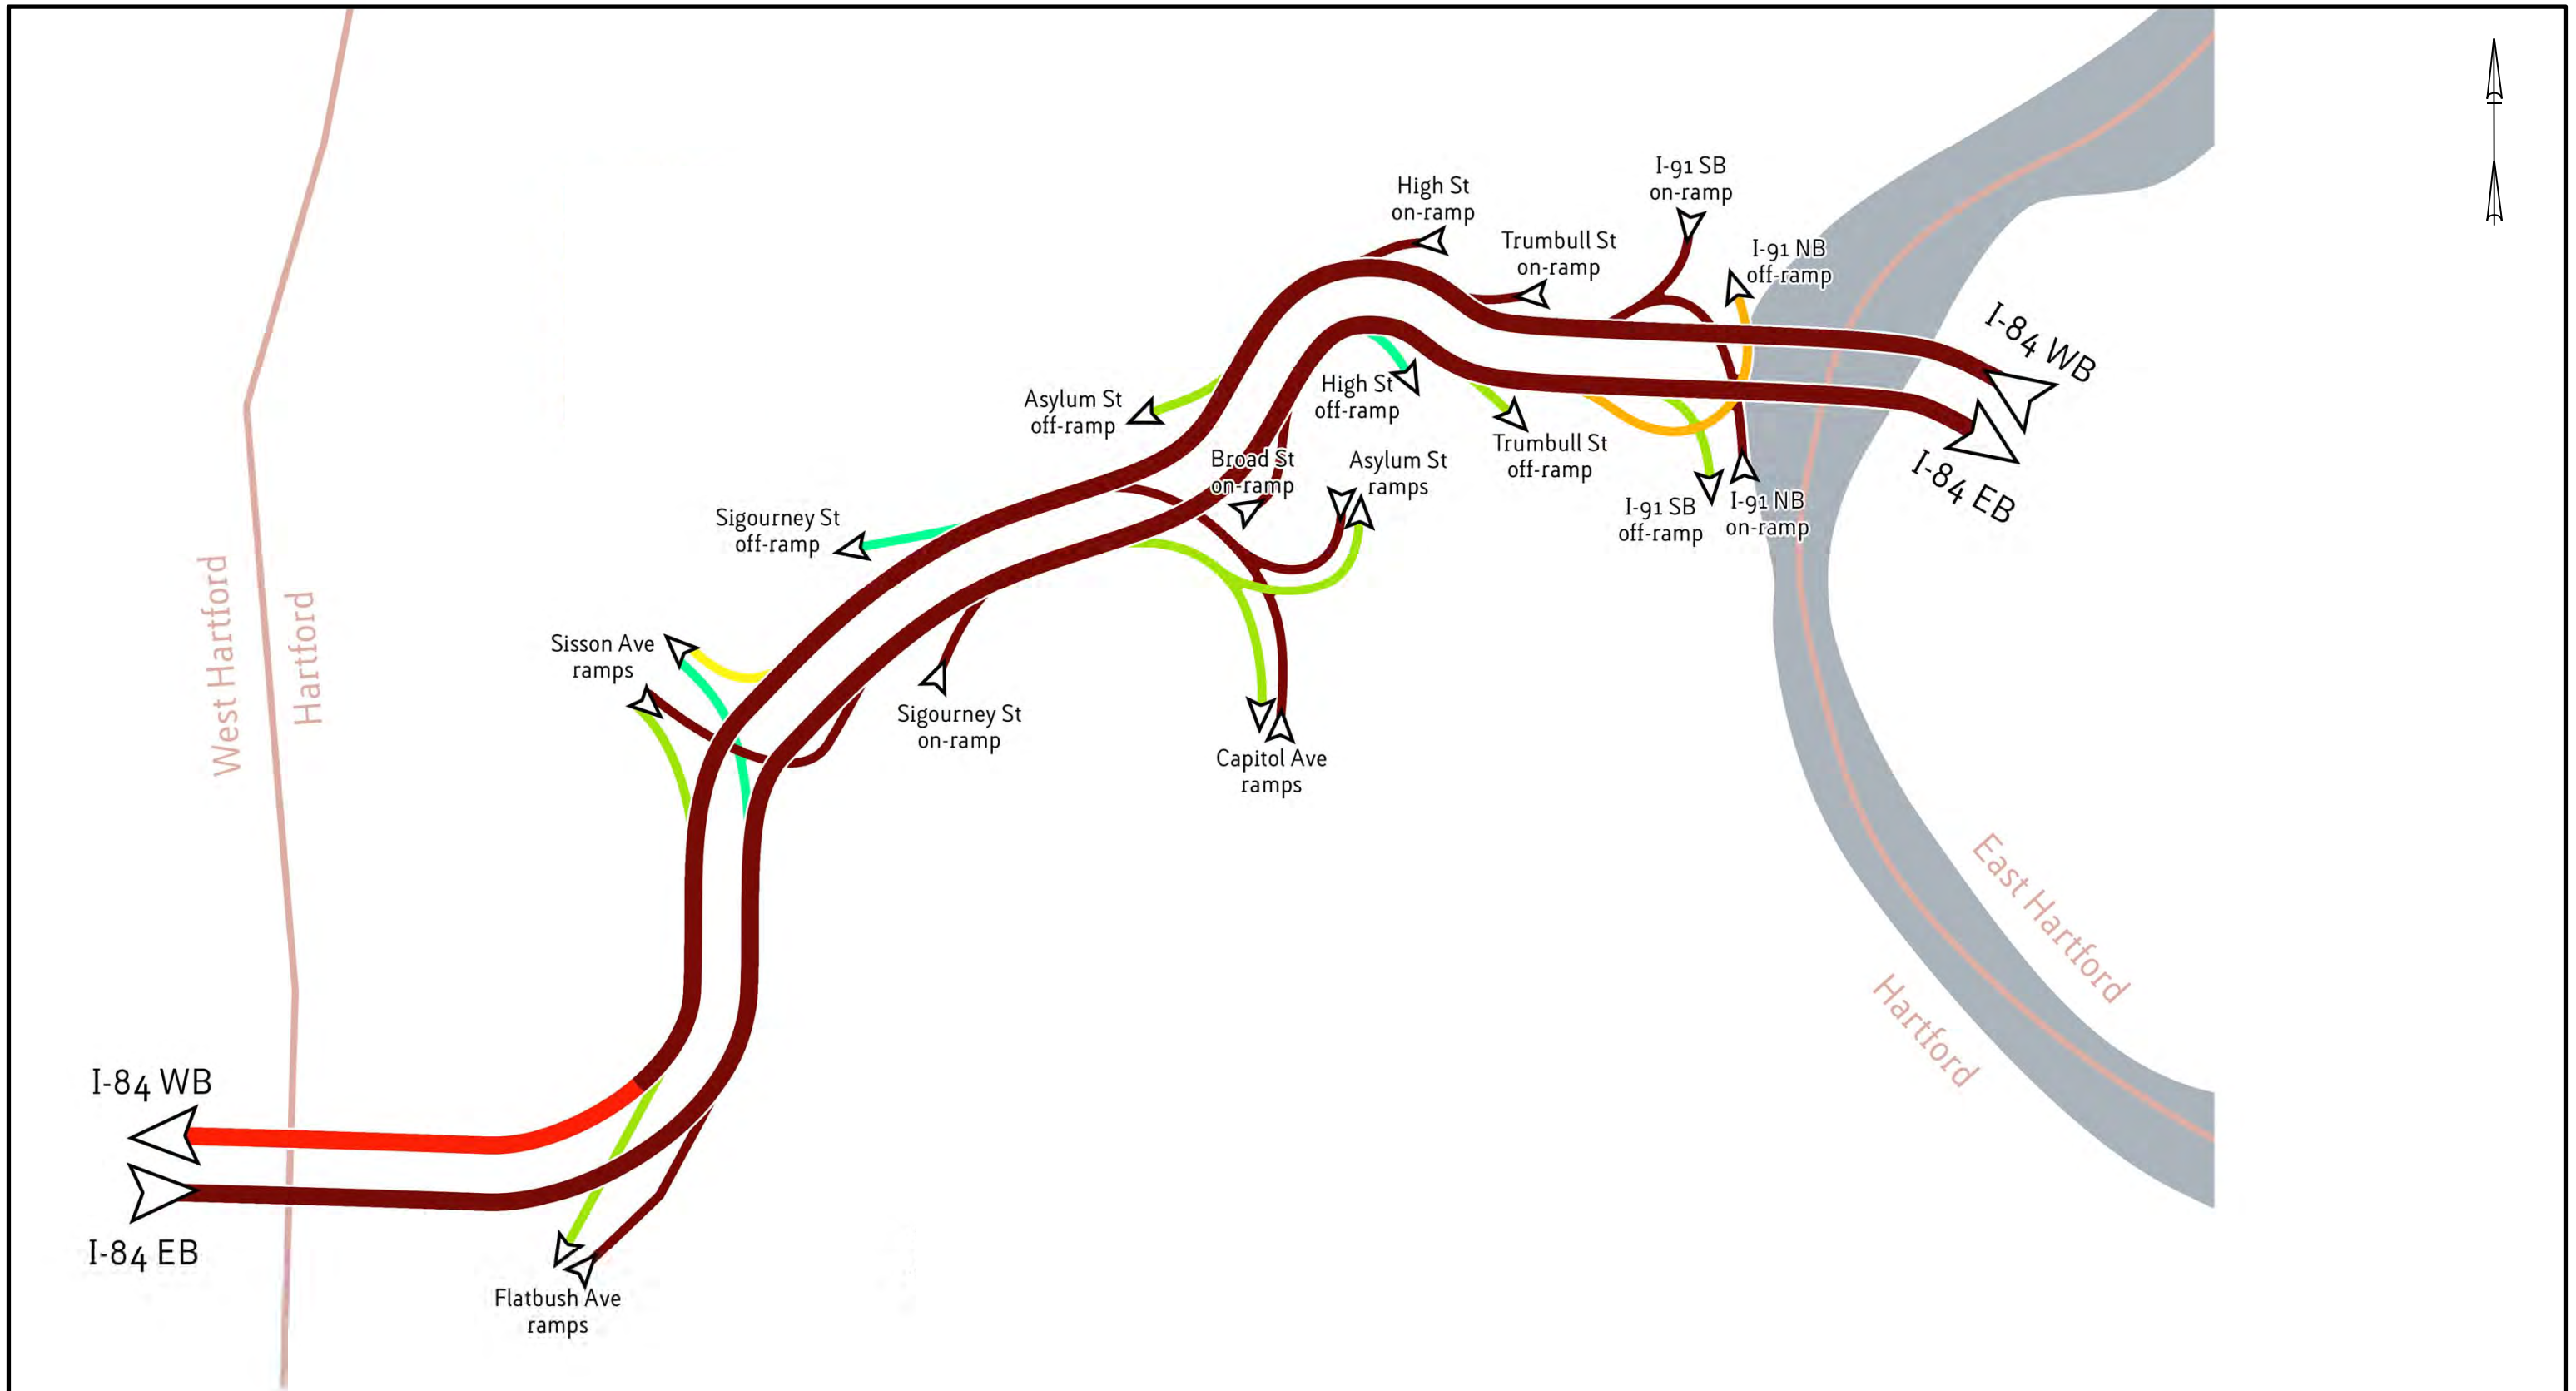 I-91 SB
on-ramp
High St
on-ramp
Trumbull St
on-ramp
I-91 NB
off-ramp
I-84 WB
I-84 EB
Asylum St
off-ramp
High St
off-ramp
Trumbull St
off-ramp
Broad St
on-ramp
Asylum St
ramps
I-91 SB
off-ramp
I-91 NB
on-ramp
Sigourney St
off-ramp
West Hartford
Hartford
Sisson Ave
ramps
Sigourney St
on-ramp
Capitol Ave
ramps
East Hartford
Hartford
I-84 WB
I-84 EB
Flatbush Ave
ramps